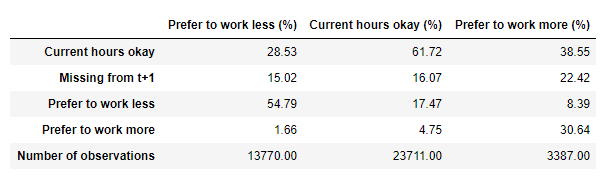 Prefer to work less (%) Current hours okay (%) Prefer to work more (%)
Current hours okay 28.53 61.72 38.55
Missing from t+1 15.02 16.07 22.42
Prefer to work less 54.79 17.47 8.39
Prefer to work more 1.66 4.75 30.64
Number of observations 13770.00 23711.00 3387.00